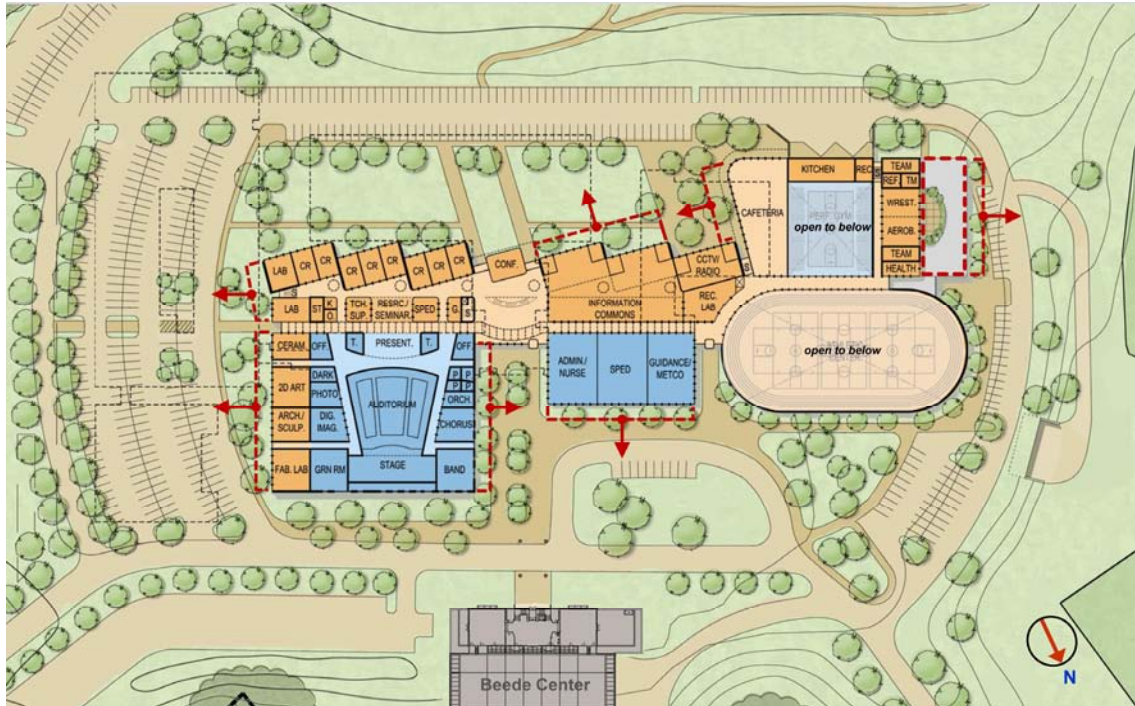 KITCHEN
REC.
TEAM
REF.
TM
CAFETERIA
open to below
WREST.
AEROB.
TEAM
HEALTH
LAB
CR
CR
CR
CR
CR
CR
CR
CR
CONF.
CCTV/
RADIO
S
S
LAB
ST
K.
O.
TCH.
SUP.
RESRC./
SEMINAR.
SPED
G.
S
INFORMATION
COMMONS
REC.
LAB
CERAM.
OFF.
T.
PRESENT.
T.
OFF.
ADMIN./
NURSE
SPED
GUIDANCE/
METCO
open to below
2D ART
DARK
PHOTO
AUDITORIUM
P
P
P
P
ORCH.
ARCH./
SCULP.
DIG.
IMAG.
CHORUS
FAB. LAB
GRN RM
STAGE
BAND
Beede Center
N